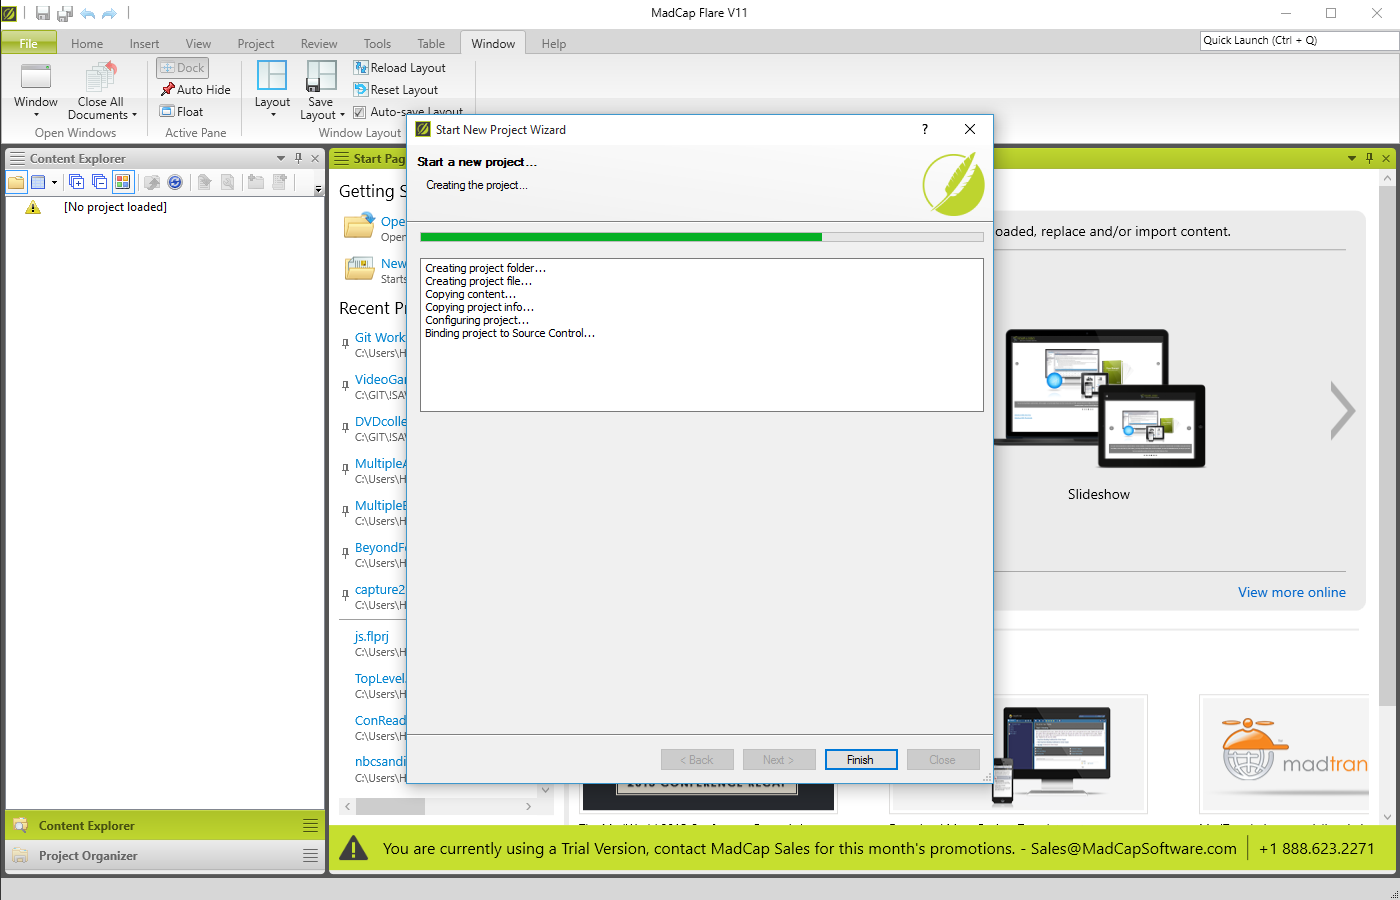 MadCap Flare V11
File Home Insert View Project Review Tools Table Window Help
Quick Launch (Ctrl + Q)
Window
Close All
Documents
Open Windows
Dock
Auto Hide
Float
Active Pane
Layout
Save
Layout
Reload Layout
Reset Layout
Auto-save Layout
Window Layout
Content Explorer
[No project loaded]
Content Explorer
Project Organizer
Start Pag
Getting S
Ope
Open
New
Starts
Recent Pr
Git Work
C:\Users\H
VideoGar
C:\GIT\!SAV
DVDcolle
C:\GIT\!SAV
MultipleA
C:\Users\H
MultipleE
C:\Users\H
BeyondFo
C:\Users\H
capture2
C:\Users\H
js.flprj
C:\Users\H
TopLevel.
C:\Users\H
ConRead
C:\Users\H
nbcsandi
C:\Users\H
Start New Project Wizard
?
Start a new project...
Creating the project...
Creating project folder...
Creating project file...
Copying content...
Copying project info...
Configuring project...
Binding project to Source Control...
< Back Next > Finish Close
oaded, replace and/or import content.
Slideshow
View more online
madtran
You are currently using a Trial Version, contact MadCap Sales for this month's promotions. - Sales@MadCapSoftware.com
+1 888.623.2271